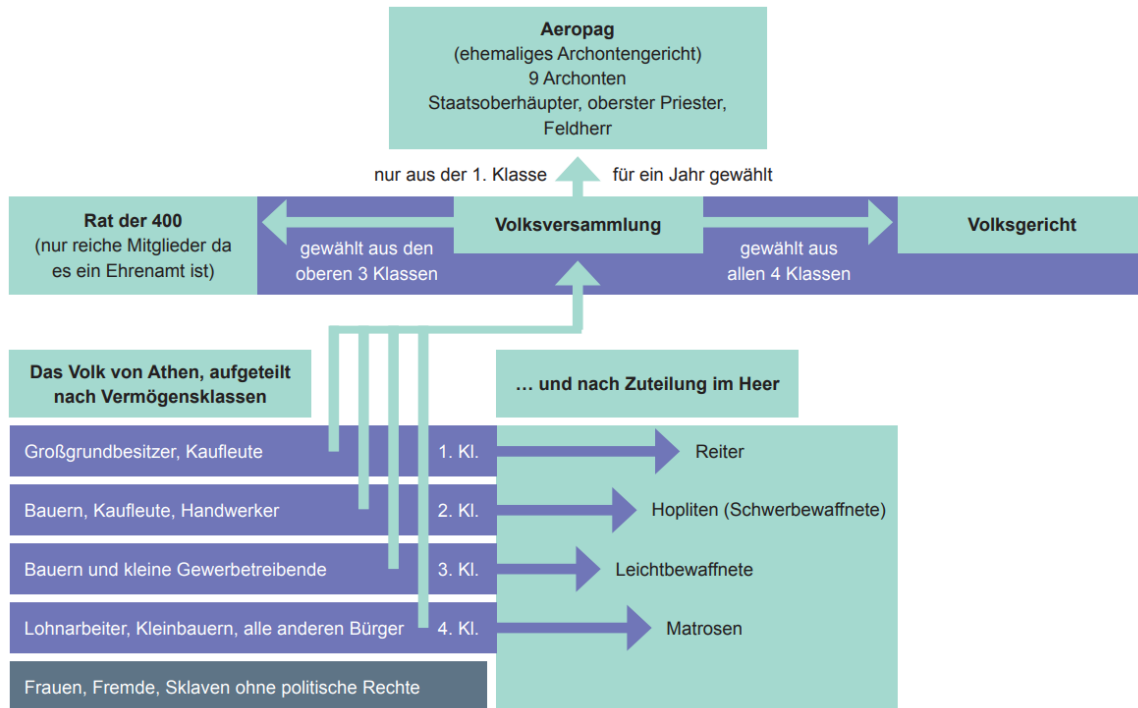 Aeropag
(ehemaliges Archontengericht)
9 Archonten
Staatsoberhäupter, oberster Priester,
Feldherr
nur aus der 1. Klasse
für ein Jahr gewählt
Rat der 400
(nur reiche Mitglieder da
es ein Ehrenamt ist)
gewählt aus den
oberen 3 Klassen
Volksversammlung
gewählt aus
allen 4 Klassen
Volksgericht
Das Volk von Athen, aufgeteilt
nach Vermögensklassen
… und nach Zuteilung im Heer
Großgrundbesitzer, Kaufleute 1. Kl. Reiter
Bauern, Kaufleute, Handwerker 2. Kl. Hopliten (Schwerbewaffnete)
Bauern und kleine Gewerbetreibende 3. Kl. Leichtbewaffnete
Lohnarbeiter, Kleinbauern, alle anderen Bürger 4. Kl. Matrosen
Frauen, Fremde, Sklaven ohne politische Rechte